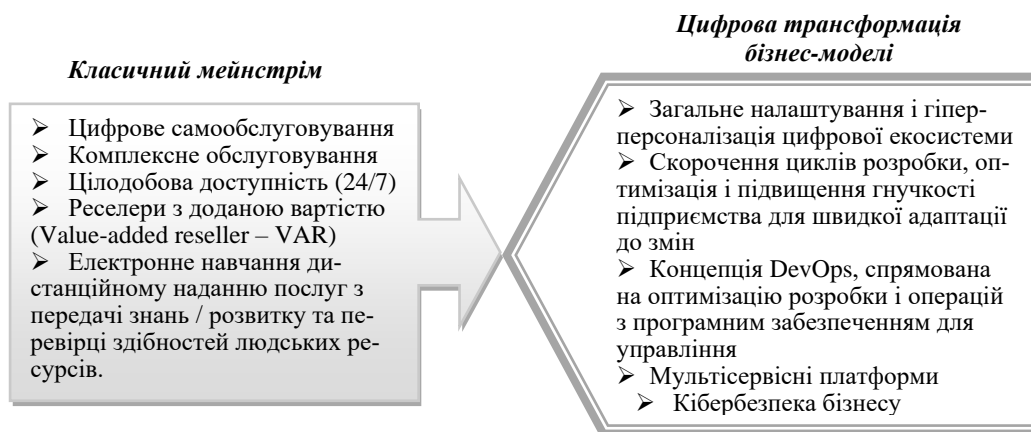 Класичний мейнстрім
➢ Цифрове самообслуговування
➢ Комплексне обслуговування
➢ Цілодобова доступність (24/7)
➢ Реселери з доданою вартістю
(Value-added reseller – VAR)
➢ Електронне навчання ди-
станційному наданню послуг з
передачі знань / розвитку та пе-
ревірці здібностей людських ре-
сурсів.
Цифрова трансформація
бізнес-моделі
➢ Загальне налаштування і гіпер-
персоналізація цифрової екосистеми
➢ Скорочення циклів розробки, оп-
тимізація і підвищення гнучкості
підприємства для швидкої адаптації
до змін
➢ Концепція DevOps, спрямована
на оптимізацію розробки і операцій
з програмним забезпеченням для
управління
➢ Мультісервісні платформи
➢ Кібербезпека бізнесу